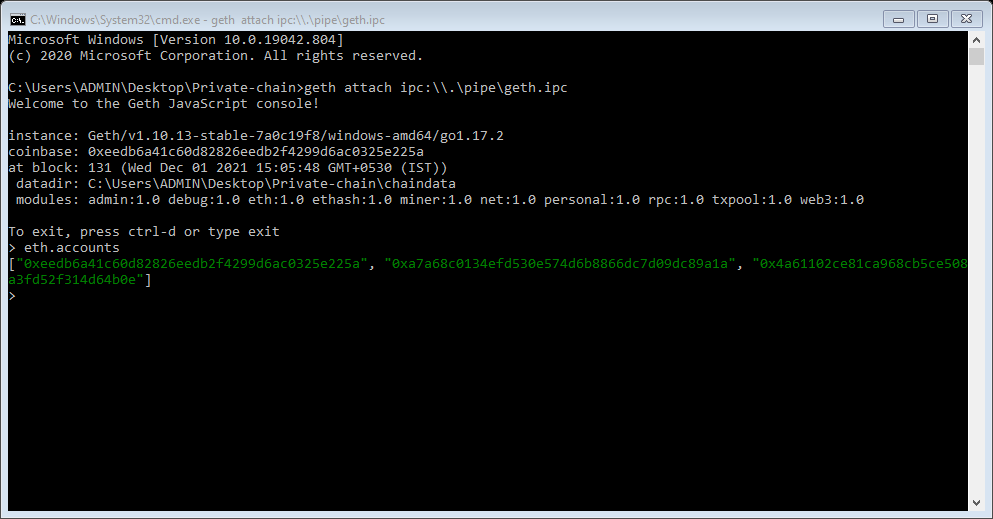 C:\Windows\System32\cmd.exe - geth  attach ipc:\\.\pipe\geth.ipc
Microsoft Windows [Version 10.0.19042.804]
(c) 2020 Microsoft Corporation. All rights reserved.
C:\Users\ADMIN\Desktop\Private-chain>geth attach ipc:\\.\pipe\geth.ipc
Welcome to the Geth JavaScript console!
instance: Geth/v1.10.13-stable-7a0c19f8/windows-amd64/go1.17.2
coinbase: 0xeedb6a41c60d82826eedb2f4299d6ac0325e225a
at block: 131 (Wed Dec 01 2021 15:05:48 GMT+0530 (IST))
 datadir: C:\Users\ADMIN\Desktop\Private-chain\chaindata
 modules: admin:1.0 debug:1.0 eth:1.0 ethash:1.0 miner:1.0 net:1.0 personal:1.0 rpc:1.0 txpool:1.0 web3:1.0
To exit, press ctrl-d or type exit
> eth.accounts
["0xeedb6a41c60d82826eedb2f4299d6ac0325e225a", "0xa7a68c0134efd530e574d6b8866dc7d09dc89a1a", "0x4a61102ce81ca968cb5ce508
a3fd52f314d64b0e"]
>